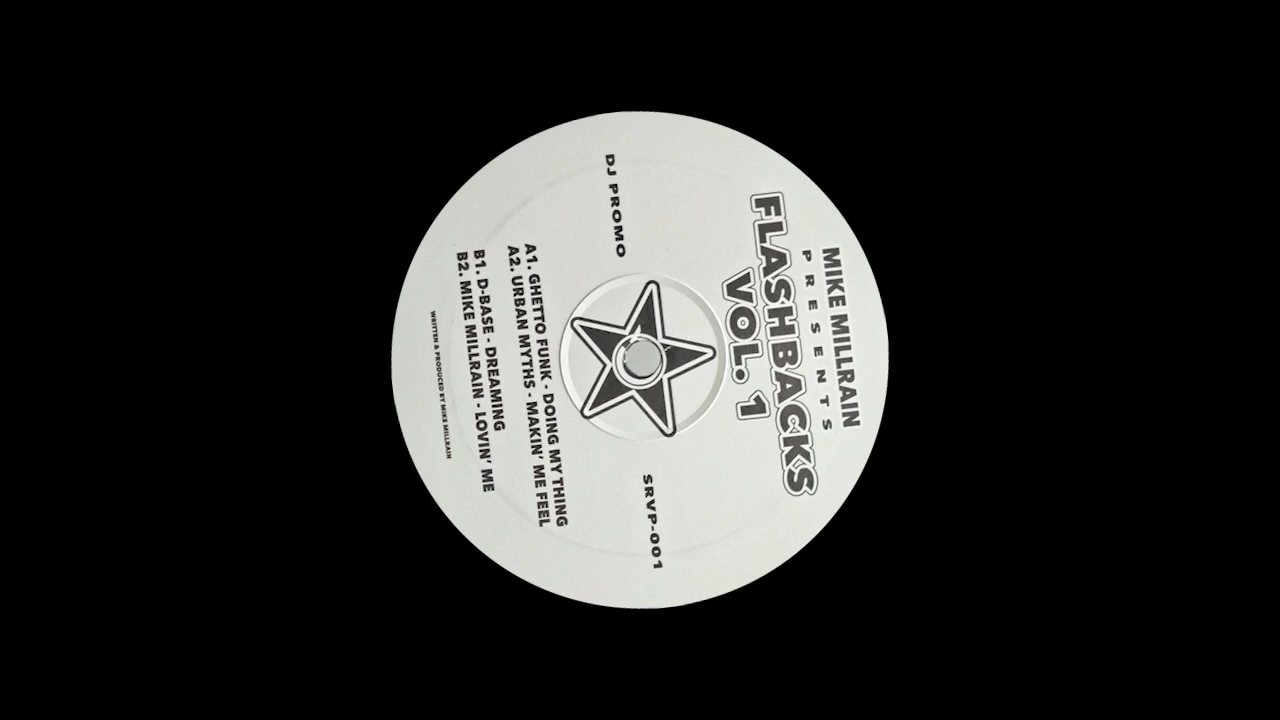 MIKE MILLRAIN
PRESENTS
FLASHBACKS
VOL. 1
DJ PROMO
SRVP-001
A1. GHETTO FUNK - DOING MY THING
A2. URBAN MYTHS - MAKIN' ME FEEL
B1. D-BASE - DREAMING
B2. MIKE MILLRAIN - LOVIN' ME
WRITTEN & PRODUCED BY MIKE MILLRAIN